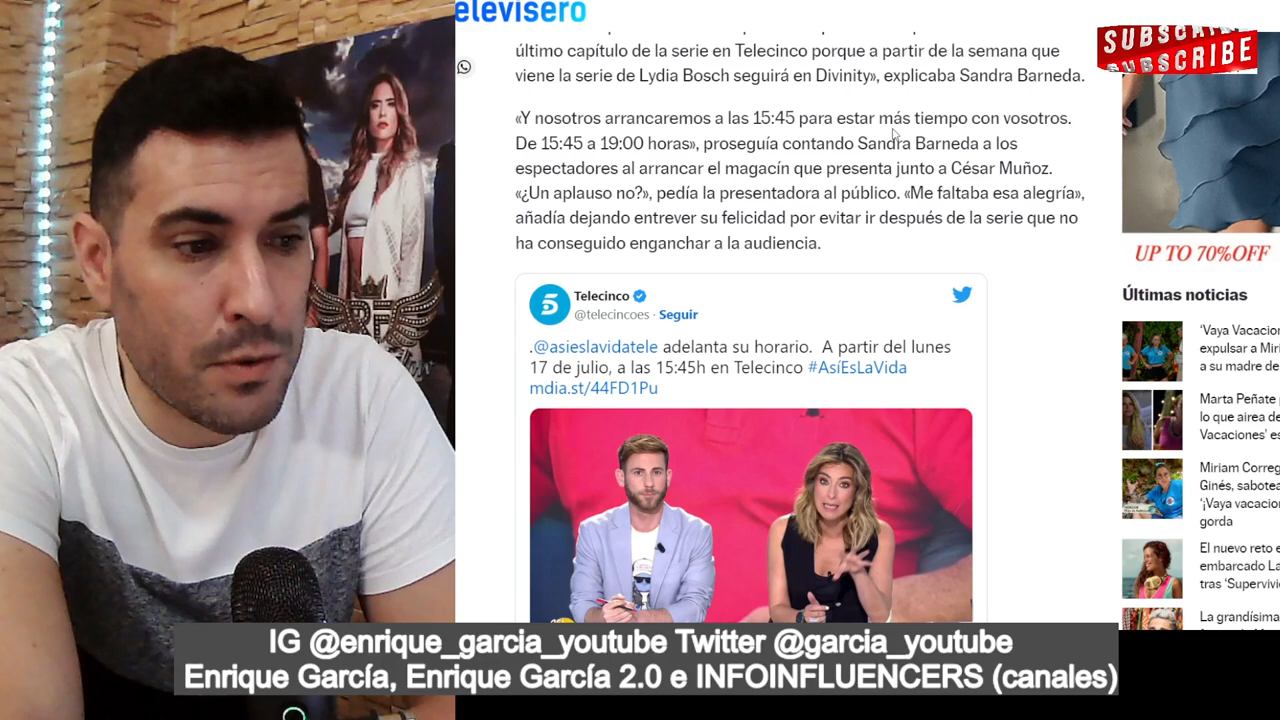 elevisero
último capítulo de la serie en Telecinco porque a partir de la semana que
viene la serie de Lydia Bosch seguirá en Divinity», explicaba Sandra Barneda.
«Y nosotros arrancaremos a las 15:45 para estar más tiempo con vosotros.
De 15:45 a 19:00 horas», proseguía contando Sandra Barneda a los
espectadores al arrancar el magacín que presenta junto a César Muñoz.
«¿Un aplauso no?», pedía la presentadora al público. «Me faltaba esa alegría»,
añadía dejando entrever su felicidad por evitar ir después de la serie que no
ha conseguido enganchar a la audiencia.
Telecinco
@telecincoes · Seguir
.@asieslavidatele adelanta su horario. A partir del lunes
17 de julio, a las 15:45h en Telecinco #AsíEsLaVida
mdia.st/44FD1Pu
SUBSCRIBE
SUBSCRIBE
UP TO 70%OFF
Últimas noticias
'Vaya Vacacion
expulsar a Miri
a su madre de
Marta Peñate p
lo que airea de
Vacaciones' es
Miriam Correg
Ginés, sabotea
'¡Vaya vacacion
gorda
El nuevo reto e
embarcado La
tras 'Supervivi
La grandísima
IG @enrique_garcia_youtube Twitter @garcia_youtube
Enrique García, Enrique García 2.0 e INFOINFLUENCERS (canales)